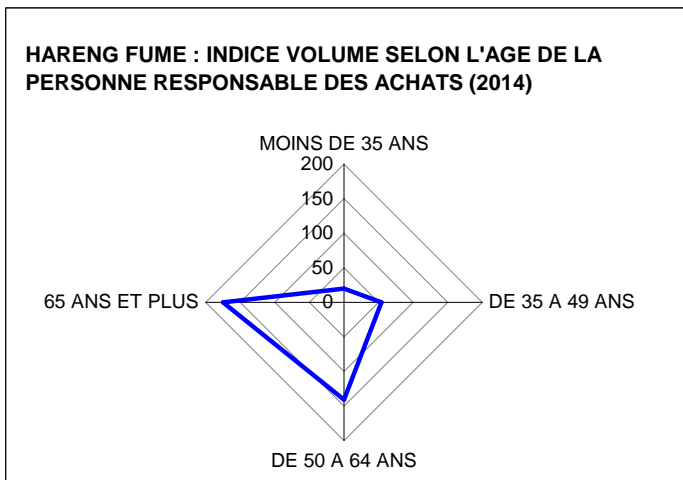 HARENG FUME : INDICE VOLUME SELON L'AGE DE LA
PERSONNE RESPONSABLE DES ACHATS (2014)
MOINS DE 35 ANS
200
150
100
50
0
65 ANS ET PLUS
DE 35 A 49 ANS
DE 50 A 64 ANS